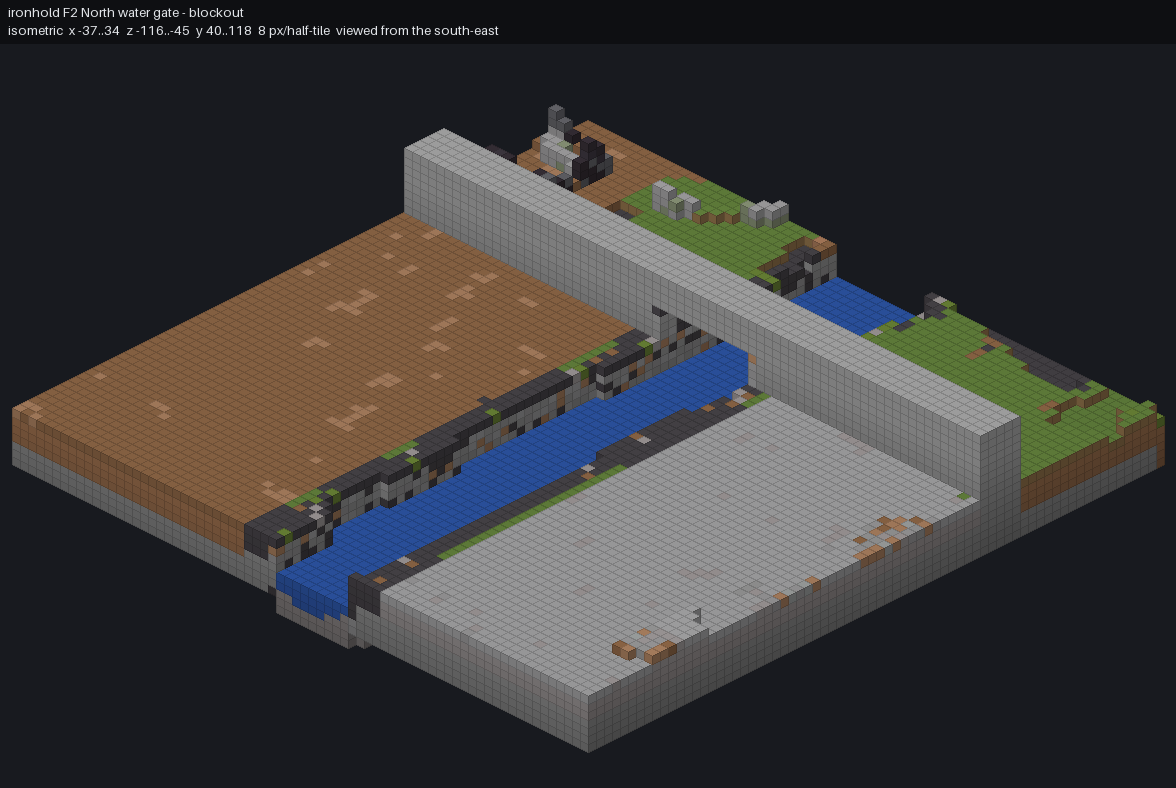 ironhold F2 North water gate - blockout
isometric x -37..34 z -116..-45 y 40..118 8 px/half-tile viewed from the south-east